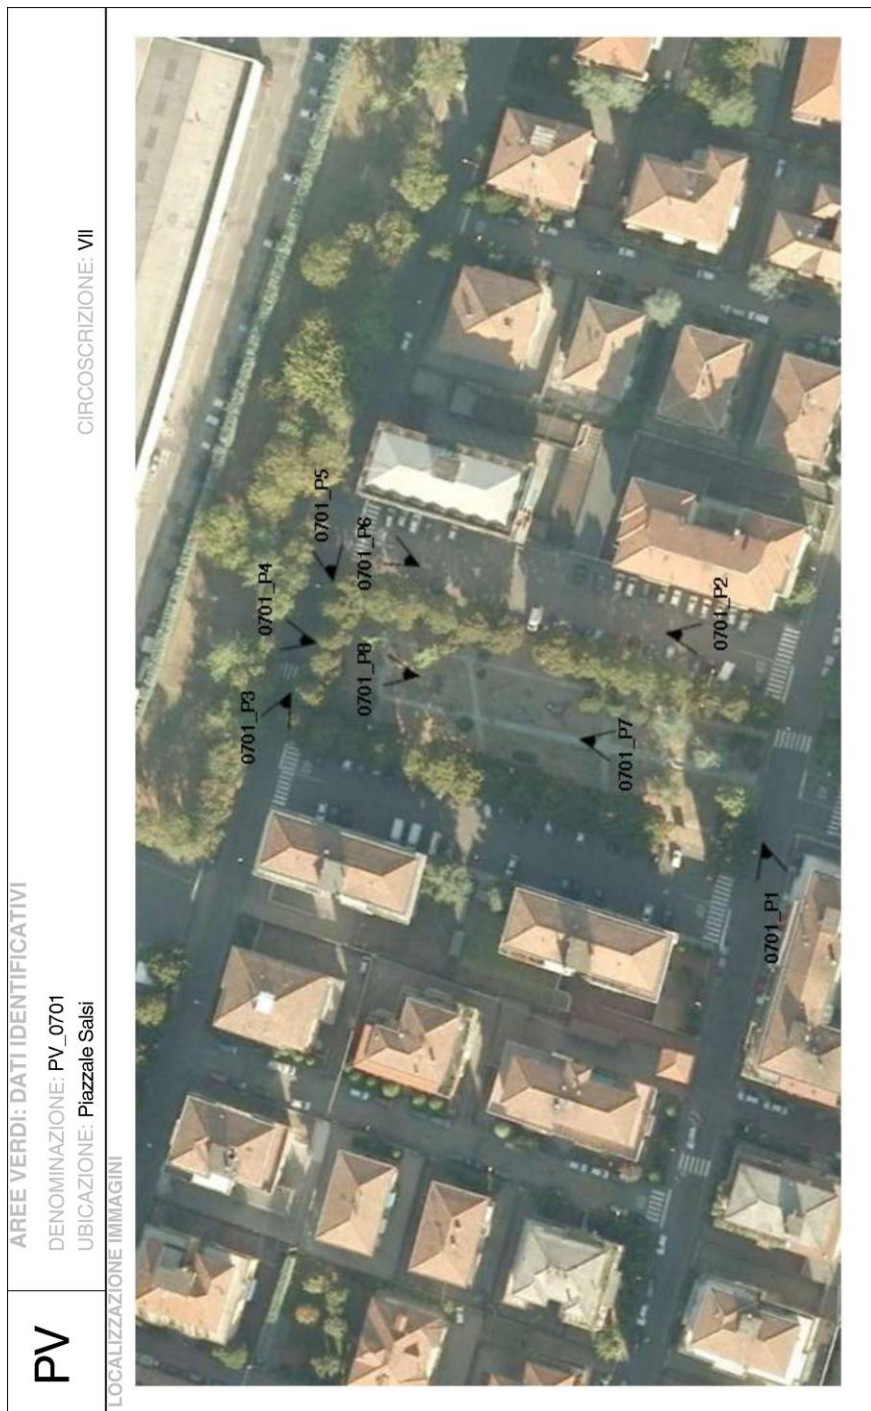 PV
AREE VERDI: DATI IDENTIFICATIVI
DENOMINAZIONE: PV_0701
UBICAZIONE: Piazzale Salsi
CIRCOSCRIZIONE: VII
LOCALIZZAZIONE IMMAGINI
0701_P3
0701_P4
0701_P5
0701_P6
0701_P8
0701_P7
0701_P2
0701_P1